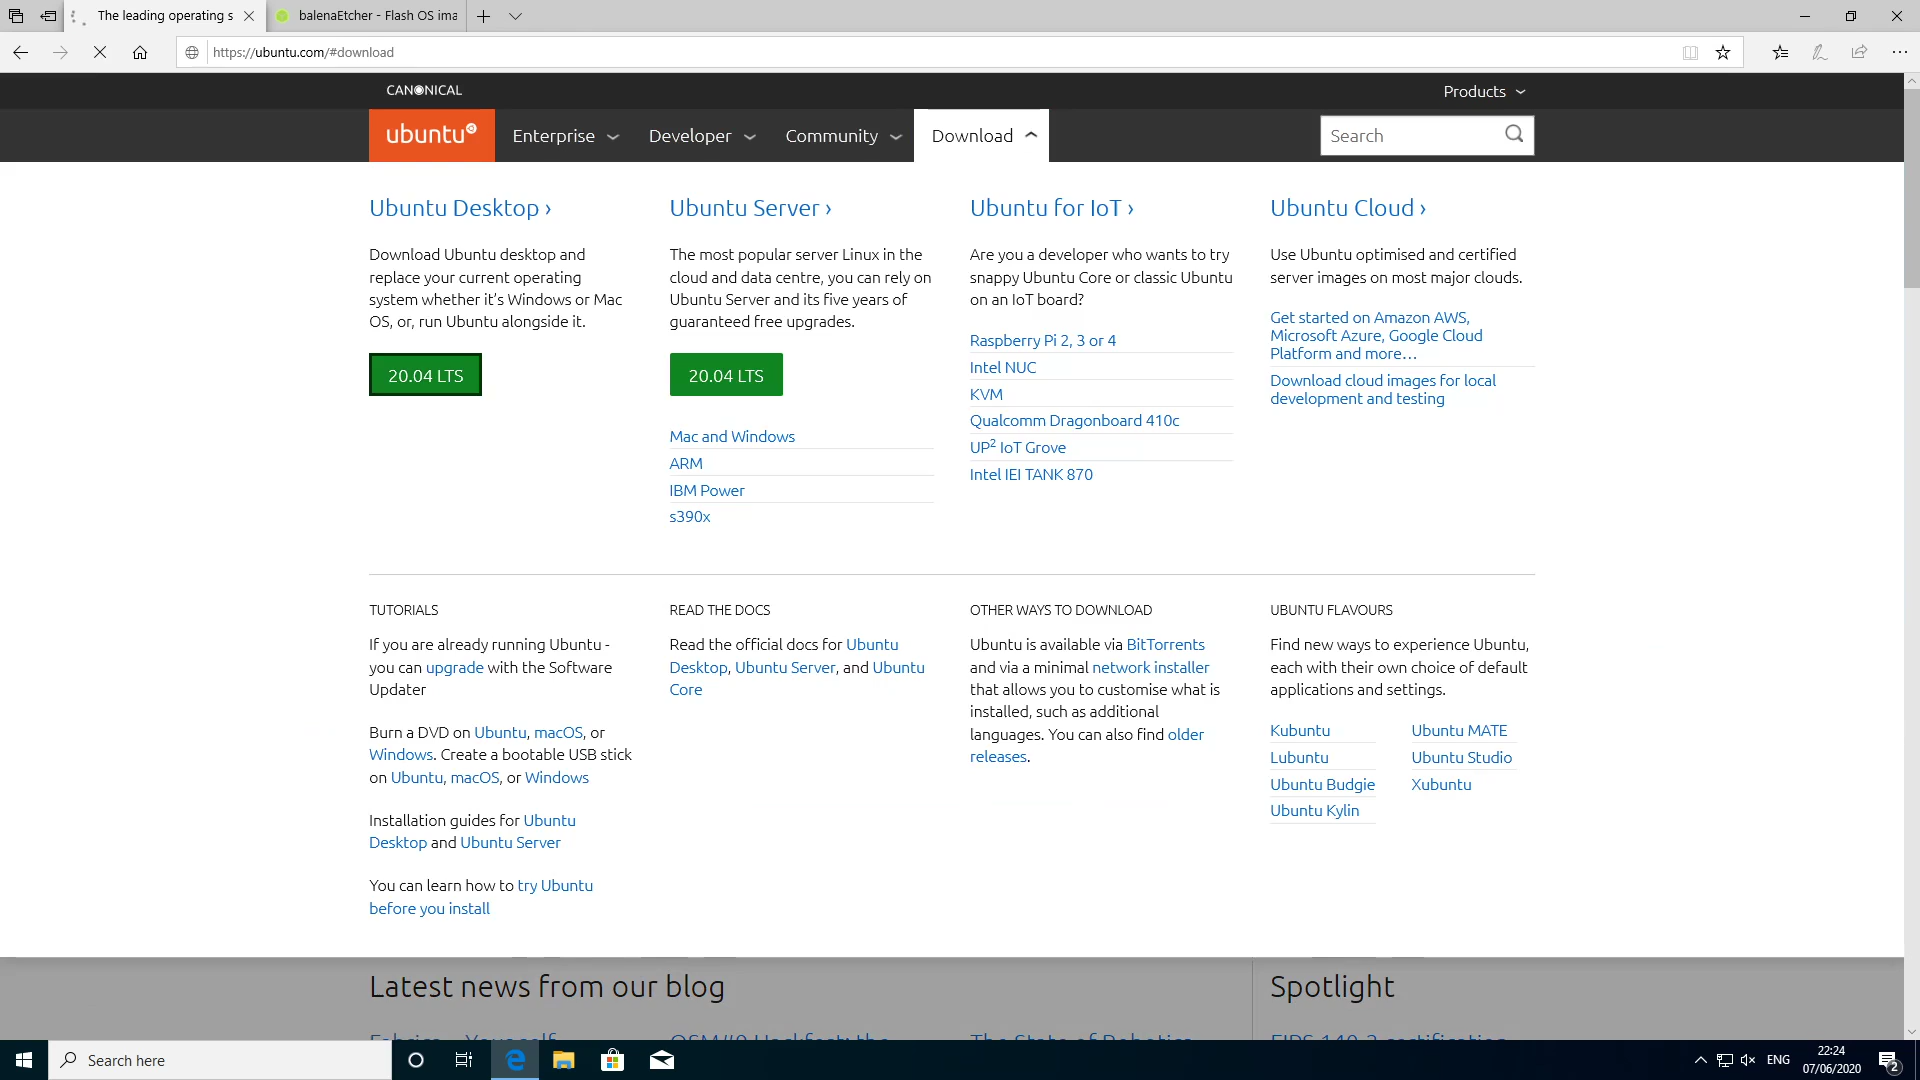 The leading operating s
balenaEtcher - Flash OS ima
https://ubuntu.com/#download
CANONICAL
Products
ubuntu
Enterprise
Developer
Community
Download
Search
Ubuntu Desktop ›
Download Ubuntu desktop and
replace your current operating
system whether it’s Windows or Mac
OS, or, run Ubuntu alongside it.
20.04 LTS
Ubuntu Server ›
The most popular server Linux in the
cloud and data centre, you can rely on
Ubuntu Server and its five years of
guaranteed free upgrades.
20.04 LTS
Mac and Windows
ARM
IBM Power
s390x
Ubuntu for IoT ›
Are you a developer who wants to try
snappy Ubuntu Core or classic Ubuntu
on an IoT board?
Raspberry Pi 2, 3 or 4
Intel NUC
KVM
Qualcomm Dragonboard 410c
UP² IoT Grove
Intel IEI TANK 870
Ubuntu Cloud ›
Use Ubuntu optimised and certified
server images on most major clouds.
Get started on Amazon AWS,
Microsoft Azure, Google Cloud
Platform and more…
Download cloud images for local
development and testing
TUTORIALS
If you are already running Ubuntu -
you can upgrade with the Software
Updater
Burn a DVD on Ubuntu, macOS, or
Windows. Create a bootable USB stick
on Ubuntu, macOS, or Windows
Installation guides for Ubuntu
Desktop and Ubuntu Server
You can learn how to try Ubuntu
before you install
READ THE DOCS
Read the official docs for Ubuntu
Desktop, Ubuntu Server, and Ubuntu
Core
OTHER WAYS TO DOWNLOAD
Ubuntu is available via BitTorrents
and via a minimal network installer
that allows you to customise what is
installed, such as additional
languages. You can also find older
releases.
UBUNTU FLAVOURS
Find new ways to experience Ubuntu,
each with their own choice of default
applications and settings.
Kubuntu
Lubuntu
Ubuntu Budgie
Ubuntu Kylin
Ubuntu MATE
Ubuntu Studio
Xubuntu
Latest news from our blog
Spotlight
The State of Robotics
Search here
ENG
22:24
07/06/2020
2